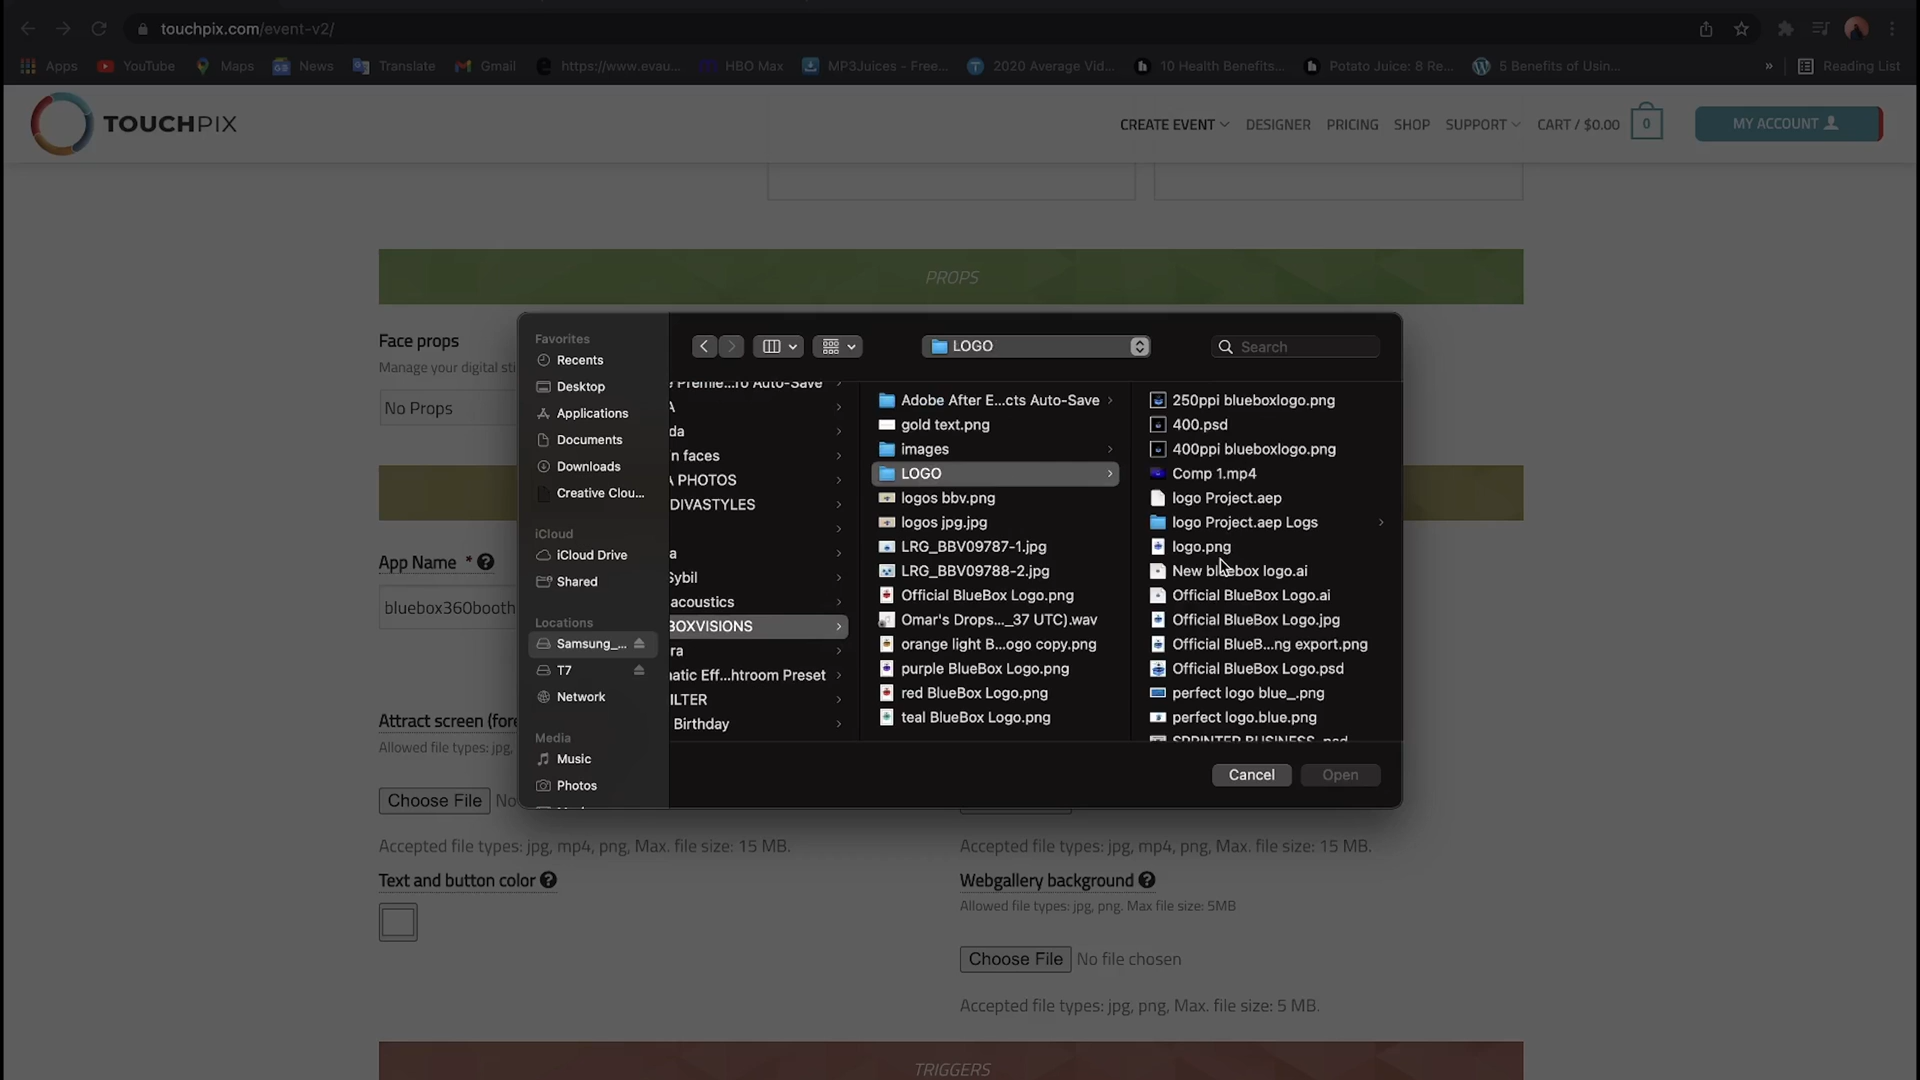 touchpix.com/event-v2/
Apps
YouTube
Maps
News
Translate
Gmail
https://www.evau...
HBO Max
MP3Juices - Free...
2020 Average Vid...
10 Health Benefits...
Potato Juice: 8 Re...
5 Benefits of Usin...
»
Reading List
TOUCHPIX
CREATE EVENT
DESIGNER
PRICING
SHOP
SUPPORT
CART / $0.00
0
MY ACCOUNT
PROPS
Face props
Manage your digital sti
No Props
App Name * ?
bluebox360booth
Attract screen (fore
Allowed file types: jpg,
Choose File No
Accepted file types: jpg, mp4, png, Max. file size: 15 MB.
Accepted file types: jpg, mp4, png, Max. file size: 15 MB.
Text and button color ?
Webgallery background ?
Allowed file types: jpg, png. Max file size: 5MB
Choose File No file chosen
Accepted file types: jpg, png, Max. file size: 5 MB.
TRIGGERS
Favorites
Recents
Desktop
Applications
Documents
Downloads
Creative Clou...
iCloud
iCloud Drive
Shared
Locations
Samsung_...
T7
Network
Media
Music
Photos
LOGO
Search
e Premie...ro Auto-Save
A
da
n faces
A PHOTOS
DIVASTYLES
a
Sybil
acoustics
BOXVISIONS
ra
natic Eff...htroom Preset
ILTER
Birthday
Adobe After E...cts Auto-Save
gold text.png
images
LOGO
logos bbv.png
logos jpg.jpg
LRG_BBV09787-1.jpg
LRG_BBV09788-2.jpg
Official BlueBox Logo.png
Omar's Drops..._37 UTC).wav
orange light B...ogo copy.png
purple BlueBox Logo.png
red BlueBox Logo.png
teal BlueBox Logo.png
250ppi blueboxlogo.png
400.psd
400ppi blueboxlogo.png
Comp 1.mp4
logo Project.aep
logo Project.aep Logs
logo.png
New bluebox logo.ai
Official BlueBox Logo.ai
Official BlueBox Logo.jpg
Official BlueB...ng export.png
Official BlueBox Logo.psd
perfect logo blue_.png
perfect logo.blue.png
SPRINTER BUSINESS .psd
Cancel
Open